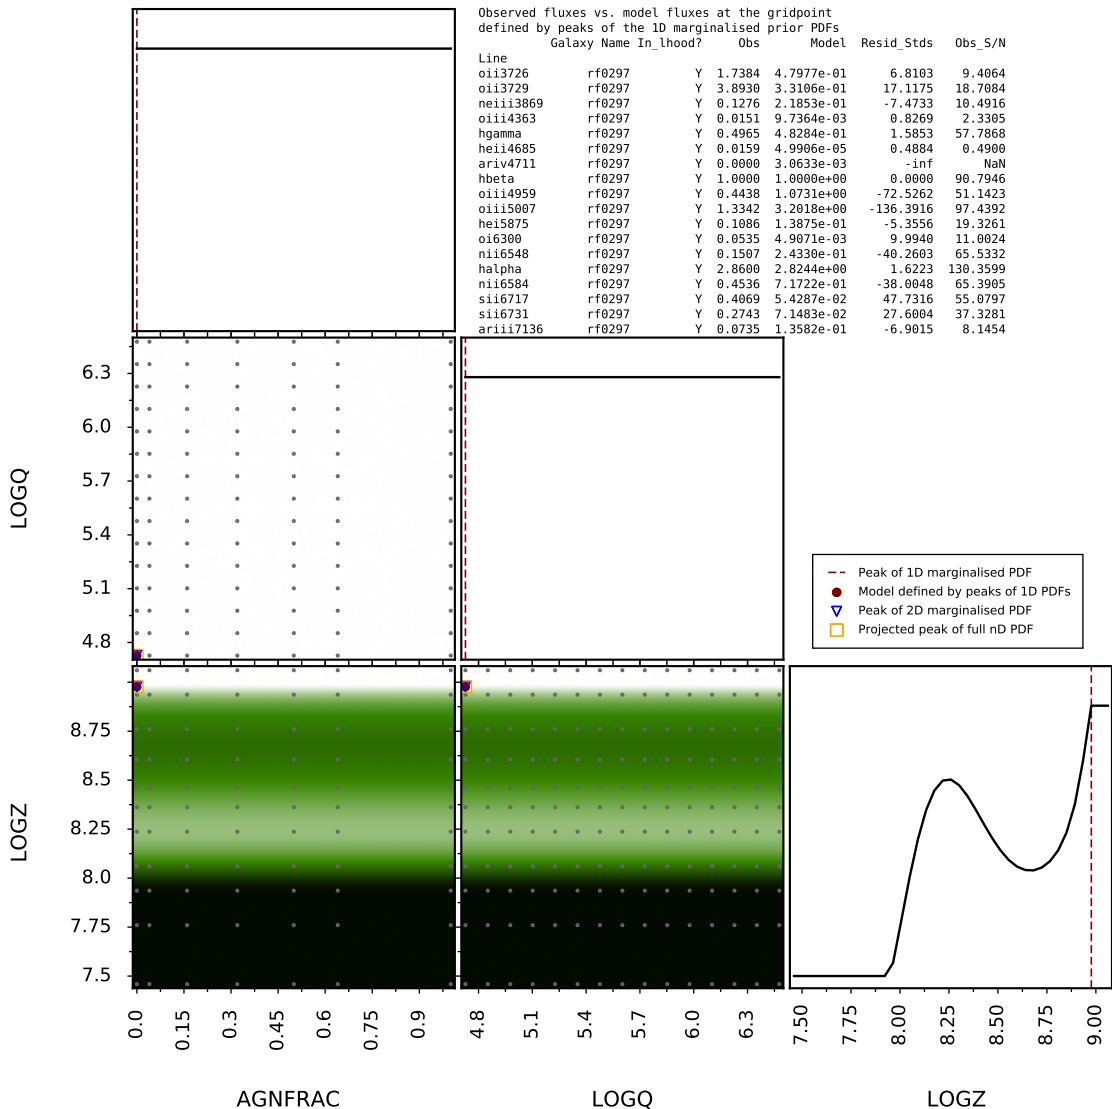 Observed fluxes vs. model fluxes at the gridpoint
defined by peaks of the 1D marginalised prior PDFs
Galaxy Name In_lhood? Obs Model Resid_Stds Obs_S/N
Line
oii3726 rf0297 Y 1.7384 4.7977e-01 6.8103 9.4064
oii3729 rf0297 Y 3.8930 3.3106e-01 17.1175 18.7084
neiii3869 rf0297 Y 0.1276 2.1853e-01 -7.4733 10.4916
oiii4363 rf0297 Y 0.0151 9.7364e-03 0.8269 2.3305
hgamma rf0297 Y 0.4965 4.8284e-01 1.5853 57.7868
heii4685 rf0297 Y 0.0159 4.9906e-05 0.4884 0.4900
ariv4711 rf0297 Y 0.0000 3.0633e-03 -inf NaN
hbeta rf0297 Y 1.0000 1.0000e+00 0.0000 90.7946
oiii4959 rf0297 Y 0.4438 1.0731e+00 -72.5262 51.1423
oiii5007 rf0297 Y 1.3342 3.2018e+00 -136.3916 97.4392
hei5875 rf0297 Y 0.1086 1.3875e-01 -5.3556 19.3261
oi6300 rf0297 Y 0.0535 4.9071e-03 9.9940 11.0024
nii6548 rf0297 Y 0.1507 2.4330e-01 -40.2603 65.5332
halpha rf0297 Y 2.8600 2.8244e+00 1.6223 130.3599
nii6584 rf0297 Y 0.4536 7.1722e-01 -38.0048 65.3905
sii6717 rf0297 Y 0.4069 5.4287e-02 47.7316 55.0797
sii6731 rf0297 Y 0.2743 7.1483e-02 27.6004 37.3281
ariii7136 rf0297 Y 0.0735 1.3582e-01 -6.9015 8.1454
6.3
6.0
5.7
5.4
5.1
4.8
LOGQ
Peak of 1D marginalised PDF
Model defined by peaks of 1D PDFs
Peak of 2D marginalised PDF
Projected peak of full nD PDF
8.75
8.5
8.25
8.0
7.75
7.5
LOGZ
0.0 0.15 0.3 0.45 0.6 0.75 0.9
4.8 5.1 5.4 5.7 6.0 6.3
7.50 7.75 8.00 8.25 8.50 8.75 9.00
AGNFRAC LOGQ LOGZ